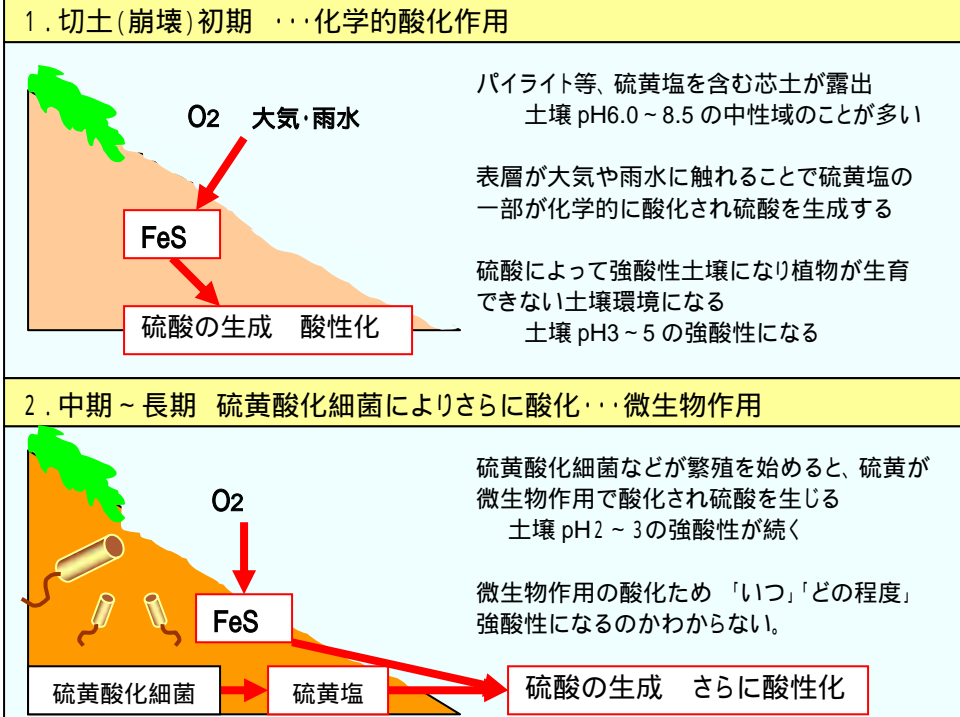 1.切土(崩壊)初期 ・・・化学的酸化作用
O2 大気・雨水
FeS
硫酸の生成 酸性化
パイライト等、硫黄塩を含む芯土が露出
土壌 pH6.0~8.5 の中性域のことが多い
表層が大気や雨水に触れることで硫黄塩の
一部が化学的に酸化され硫酸を生成する
硫酸によって強酸性土壌になり植物が生育
できない土壌環境になる
土壌 pH3~5 の強酸性になる
2.中期~長期 硫黄酸化細菌によりさらに酸化・・・微生物作用
O2
FeS
硫黄酸化細菌などが繁殖を始めると、硫黄が
微生物作用で酸化され硫酸を生じる
土壌 pH2~3の強酸性が続く
微生物作用の酸化ため 「いつ」「どの程度」
強酸性になるのかわからない。
硫黄酸化細菌 硫黄塩 硫酸の生成 さらに酸性化